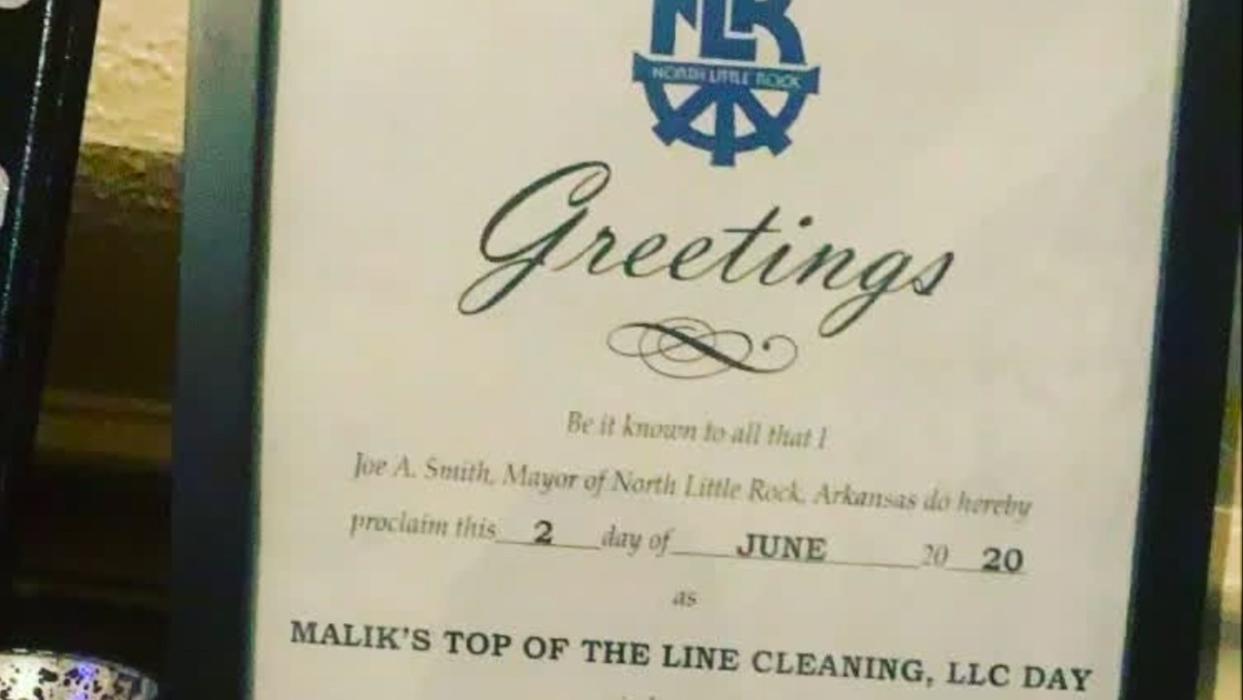 NLR
NORTH LITTLE ROCK
Greetings
Be it known to all that I
Joe A. Smith, Mayor of North Little Rock, Arkansas do hereby
proclaim this 2 day of JUNE 20 20
as
MALIK'S TOP OF THE LINE CLEANING, LLC DAY